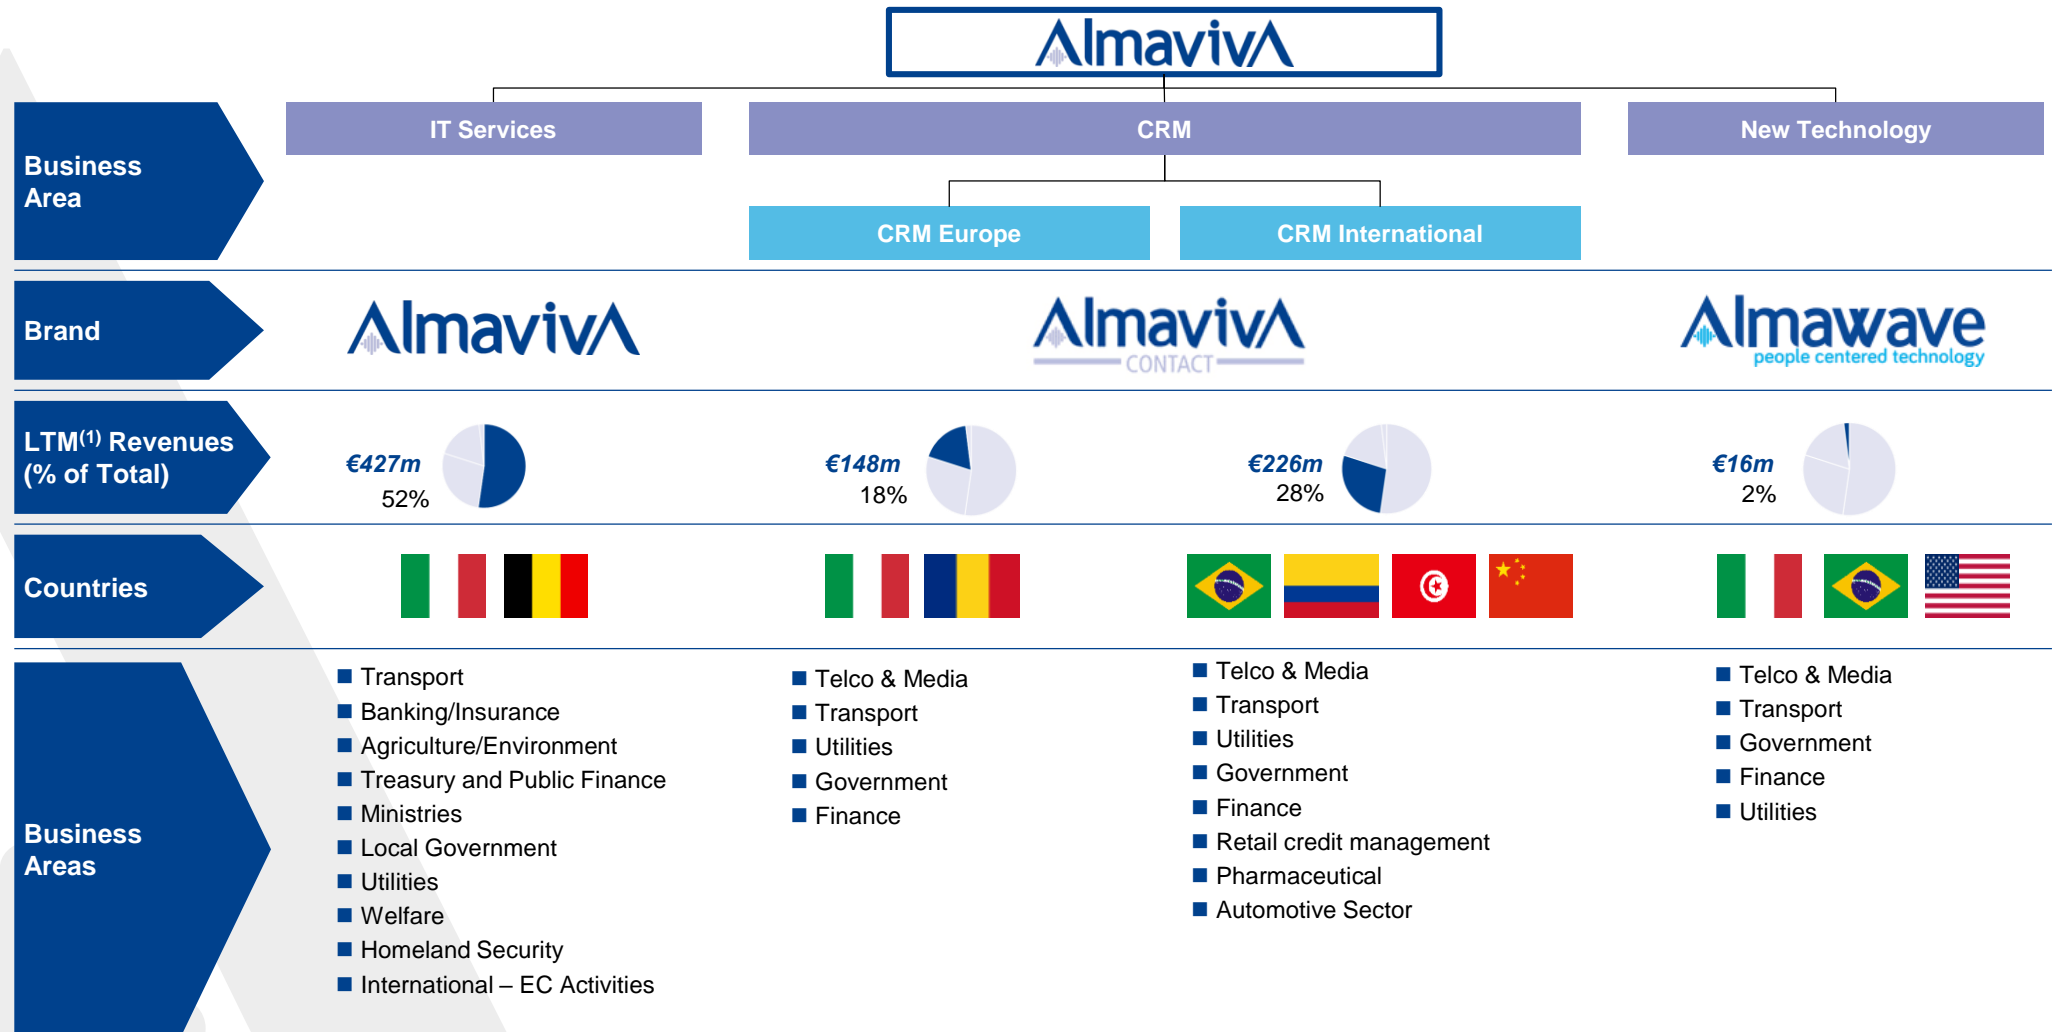 AlmavivA
IT Services
CRM
New Technology
Business
Area
CRM Europe
CRM International
Brand
AlmavivA
AlmavivA
CONTACT
Almawave
people centered technology
LTM(1) Revenues
(% of Total)
€427m
52%
€148m
18%
€226m
28%
€16m
2%
Countries
Business
Areas
■ Transport
■ Banking/Insurance
■ Agriculture/Environment
■ Treasury and Public Finance
■ Ministries
■ Local Government
■ Utilities
■ Welfare
■ Homeland Security
■ International – EC Activities
■ Telco & Media
■ Transport
■ Utilities
■ Government
■ Finance
■ Telco & Media
■ Transport
■ Utilities
■ Government
■ Finance
■ Retail credit management
■ Pharmaceutical
■ Automotive Sector
■ Telco & Media
■ Transport
■ Government
■ Finance
■ Utilities